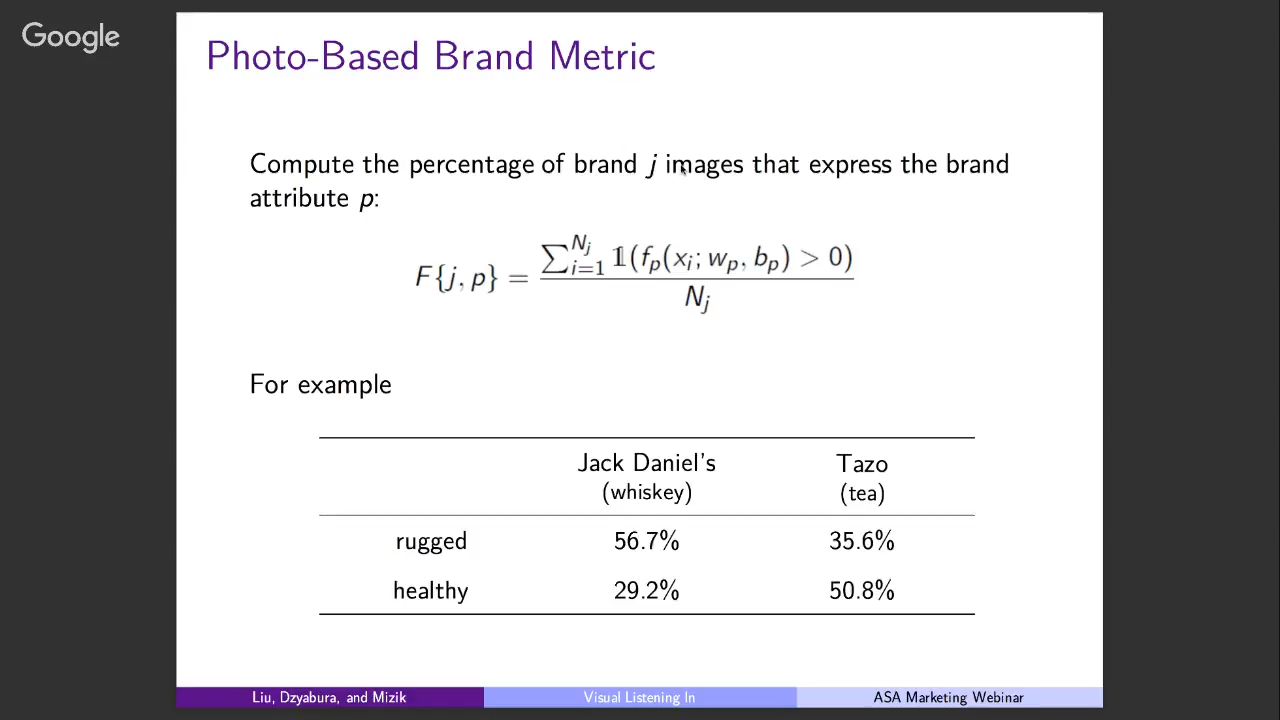 Google
Photo-Based Brand Metric
Compute the percentage of brand j images that express the brand
attribute p:
F{j, p} = \frac{\sum_{i=1}^{N_j} 𝟙(f_p(x_i; w_p, b_p) > 0)}{N_j}
For example
Jack Daniel's Tazo
(whiskey) (tea)
rugged 56.7% 35.6%
healthy 29.2% 50.8%
Liu, Dzyabura, and Mizik Visual Listening In ASA Marketing Webinar